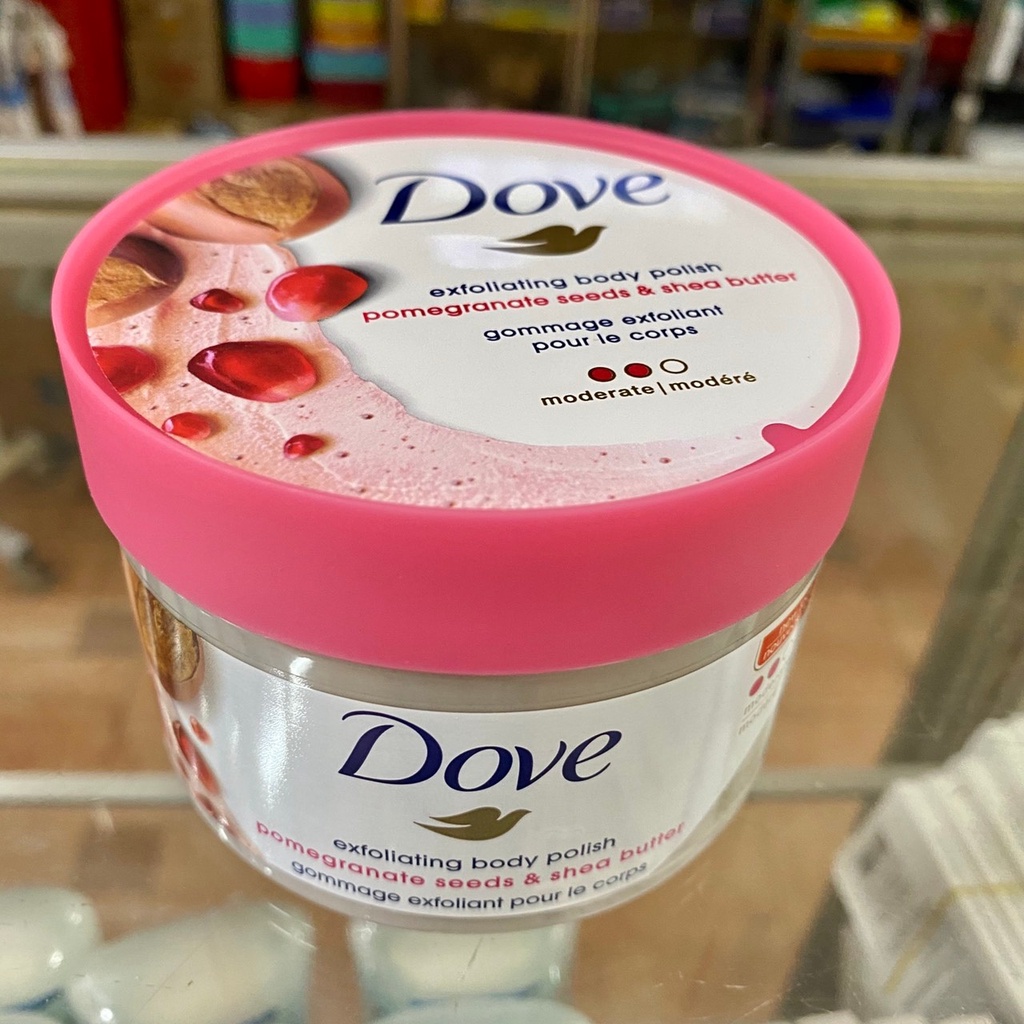 Dove
exfoliating body polish
pomegranate seeds & shea butter
gommage exfoliant
pour le corps
moderate | modéré
Dove
exfoliating body polish
pomegranate seeds & shea butter
gommage exfoliant pour le corps